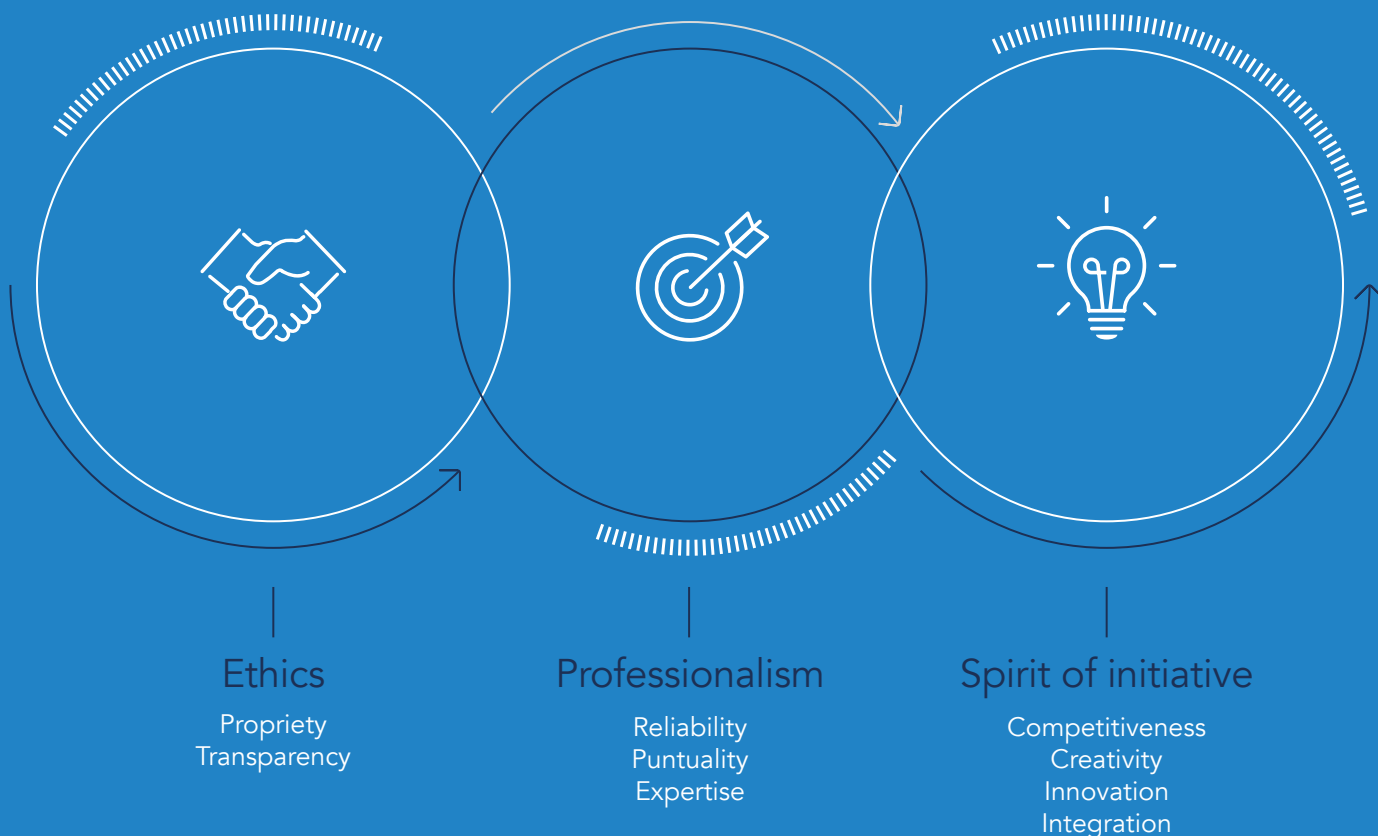 Ethics
Propriety
Transparency
Professionalism
Reliability
Puntuality
Expertise
Spirit of initiative
Competitiveness
Creativity
Innovation
Integration